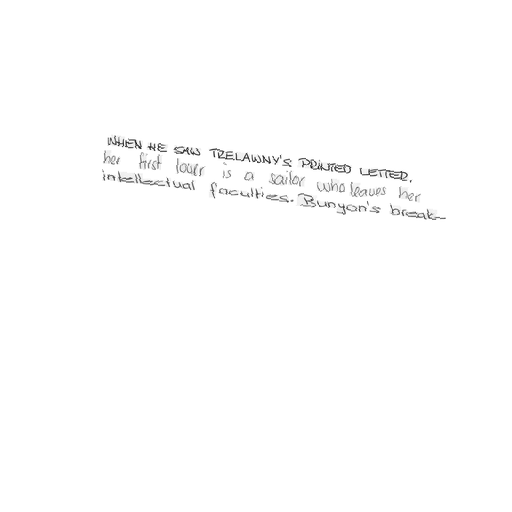 WHEN HE SAW TRELAWNY'S PRINTED LETTER.
her first lover is a sailor who leaves her
intellectual faculties. Bunyon's break-